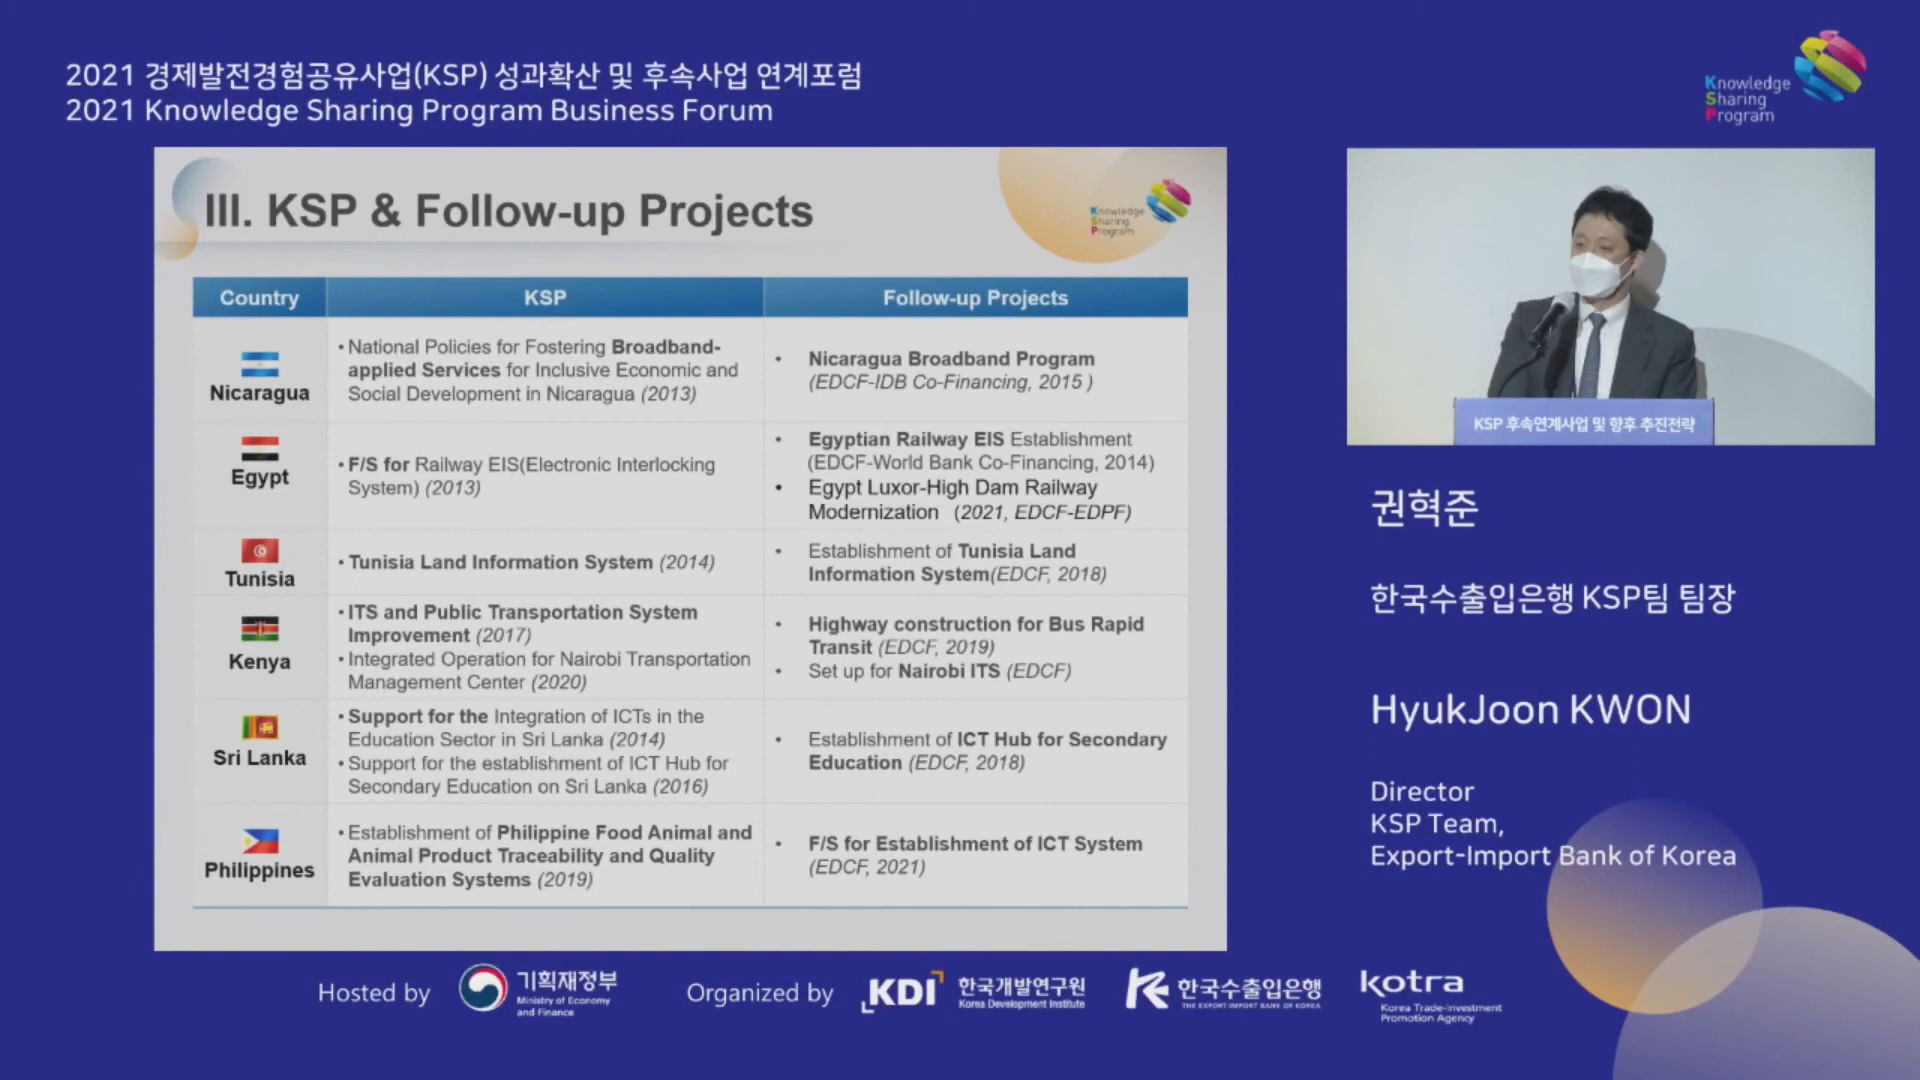 2021 경제발전경험공유사업(KSP) 성과확산 및 후속사업 연계포럼
2021 Knowledge Sharing Program Business Forum
Knowledge
Sharing
Program
III. KSP & Follow-up Projects
Knowledge
Sharing
Program
Country
KSP
Follow-up Projects
Nicaragua
• National Policies for Fostering Broadband-
applied Services for Inclusive Economic and
Social Development in Nicaragua (2013)
• Nicaragua Broadband Program
(EDCF-IDB Co-Financing, 2015 )
Egypt
• F/S for Railway EIS(Electronic Interlocking
System) (2013)
• Egyptian Railway EIS Establishment
(EDCF-World Bank Co-Financing, 2014)
• Egypt Luxor-High Dam Railway
Modernization (2021, EDCF-EDPF)
Tunisia
• Tunisia Land Information System (2014)
• Establishment of Tunisia Land
Information System(EDCF, 2018)
Kenya
• ITS and Public Transportation System
Improvement (2017)
• Integrated Operation for Nairobi Transportation
Management Center (2020)
• Highway construction for Bus Rapid
Transit (EDCF, 2019)
• Set up for Nairobi ITS (EDCF)
Sri Lanka
• Support for the Integration of ICTs in the
Education Sector in Sri Lanka (2014)
• Support for the establishment of ICT Hub for
Secondary Education on Sri Lanka (2016)
• Establishment of ICT Hub for Secondary
Education (EDCF, 2018)
Philippines
• Establishment of Philippine Food Animal and
Animal Product Traceability and Quality
Evaluation Systems (2019)
• F/S for Establishment of ICT System
(EDCF, 2021)
KSP 후속연계사업 및 향후 추진전략
권혁준
한국수출입은행 KSP팀 팀장
HyukJoon KWON
Director
KSP Team,
Export-Import Bank of Korea
Hosted by
기획재정부
Ministry of Economy
and Finance
Organized by
KDI
한국개발연구원
Korea Development Institute
한국수출입은행
THE EXPORT-IMPORT BANK OF KOREA
kotra
Korea Trade-Investment
Promotion Agency